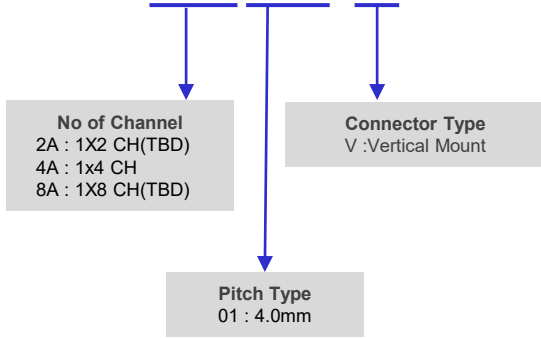 No of Channel
2A : 1X2 CH(TBD)
4A : 1x4 CH
8A : 1X8 CH(TBD)
Connector Type
V :Vertical Mount
Pitch Type
01 : 4.0mm